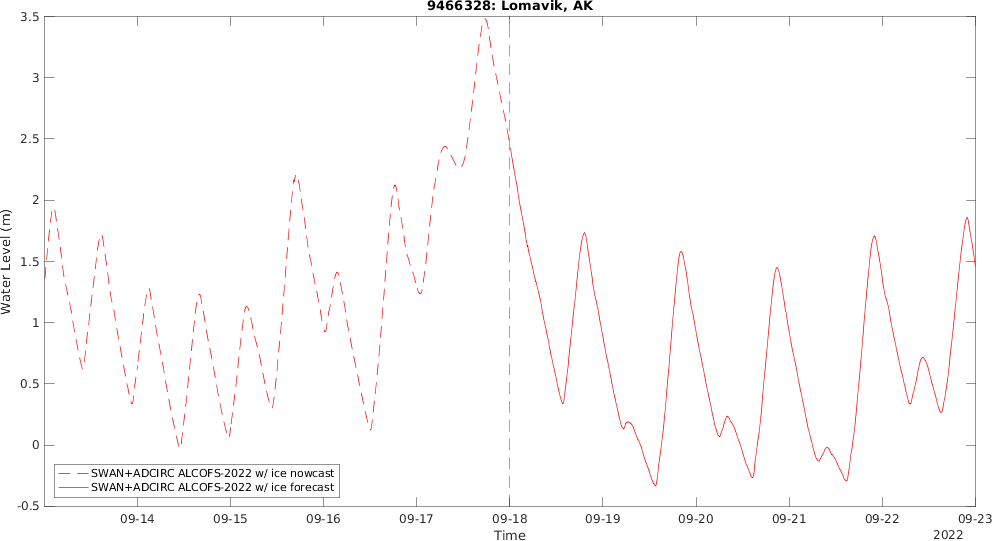 9466328: Lomavik, AK
3.5
3
2.5
2
1.5
1
0.5
0
-0.5
Water Level (m)
SWAN+ADCIRC ALCOFS-2022 w/ ice nowcast
SWAN+ADCIRC ALCOFS-2022 w/ ice forecast
09-14 09-15 09-16 09-17 09-18 09-19 09-20 09-21 09-22 09-23
Time
2022